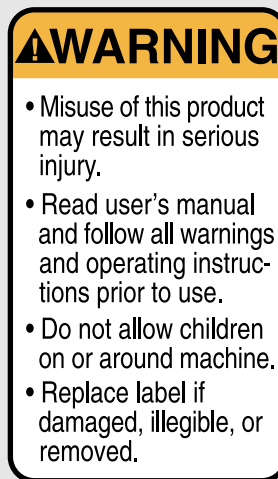 WARNING
• Misuse of this product
may result in serious
injury.
• Read user's manual
and follow all warnings
and operating instruc-
tions prior to use.
• Do not allow children
on or around machine.
• Replace label if
damaged, illegible, or
removed.